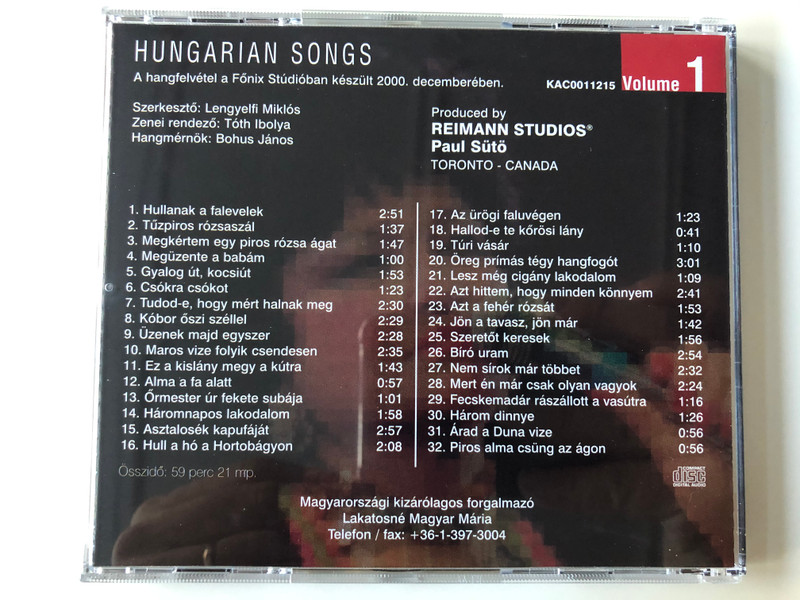 HUNGARIAN SONGS
A hangfelvétel a Főnix Stúdióban készült 2000. decemberében.
KAC0011215
Volume 1
Szerkesztő: Lengyelfi Miklós
Zenei rendező: Tóth Ibolya
Hangmérnök: Bohus János
Produced by
REIMANN STUDIOS®
Paul Sütö
TORONTO - CANADA
1. Hullanak a falevelek 2:51
2. Tűzpiros rózsaszál 1:37
3. Megkértem egy piros rózsa ágat 1:47
4. Megüzente a babám 1:00
5. Gyalog út, kocsiút 1:53
6. Csókra csókot 1:23
7. Tudod-e, hogy mért halnak meg 2:30
8. Kóbor őszi széllel 2:29
9. Üzenek majd egyszer 2:28
10. Maros vize folyik csendesen 2:35
11. Ez a kislány megy a kútra 1:43
12. Alma a fa alatt 0:57
13. Őrmester úr fekete subája 1:01
14. Háromnapos lakodalom 1:58
15. Asztalosék kapufáját 2:57
16. Hull a hó a Hortobágyon 2:08
Összidő: 59 perc 21 mp.
17. Az ürögi faluvégen 1:23
18. Hallod-e te kőrösi lány 0:41
19. Túri vásár 1:10
20. Öreg prímás tégy hangfogót 3:01
21. Lesz még cigány lakodalom 1:09
22. Azt hittem, hogy minden könnyem 2:41
23. Azt a fehér rózsát 1:53
24. Jön a tavasz, jön már 1:42
25. Szeretőt keresek 1:56
26. Bíró uram 2:54
27. Nem sírok már többet 2:32
28. Mert én már csak olyan vagyok 2:24
29. Fecskemadár rászállott a vasútra 1:16
30. Három dinnye 1:26
31. Árad a Duna vize 0:56
32. Piros alma csüng az ágon 0:56
COMPACT
disc
DIGITAL AUDIO
Magyarországi kizárólagos forgalmazó
Lakatosné Magyar Mária
Telefon / fax: +36-1-397-3004